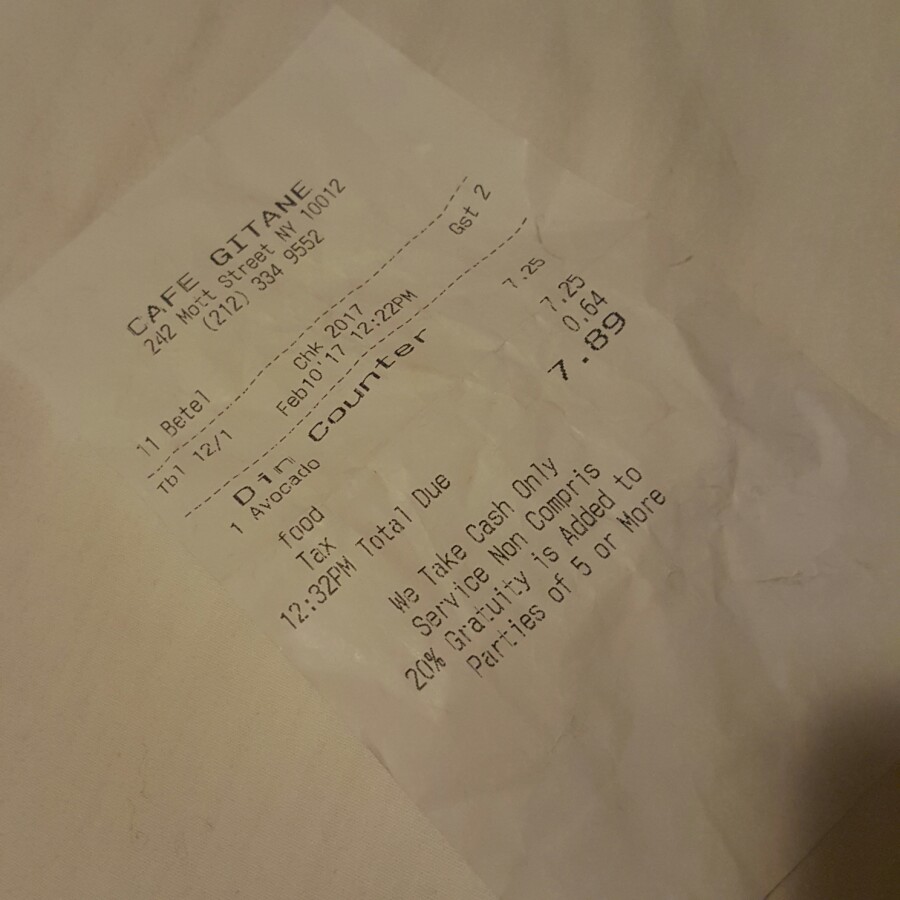 CAFE GITANE
242 Mott Street NY 10012
(212) 334 9552
11 Betel
Tbl 12/1 Chk 2017 Gst 2
Feb10'17 12:22PM
Din Counter
1 Avocado 7.25
food 7.25
Tax 0.64
12:32PM Total Due 7.89
We Take Cash Only
Service Non Compris
20% Gratuity is Added to
Parties of 5 or More